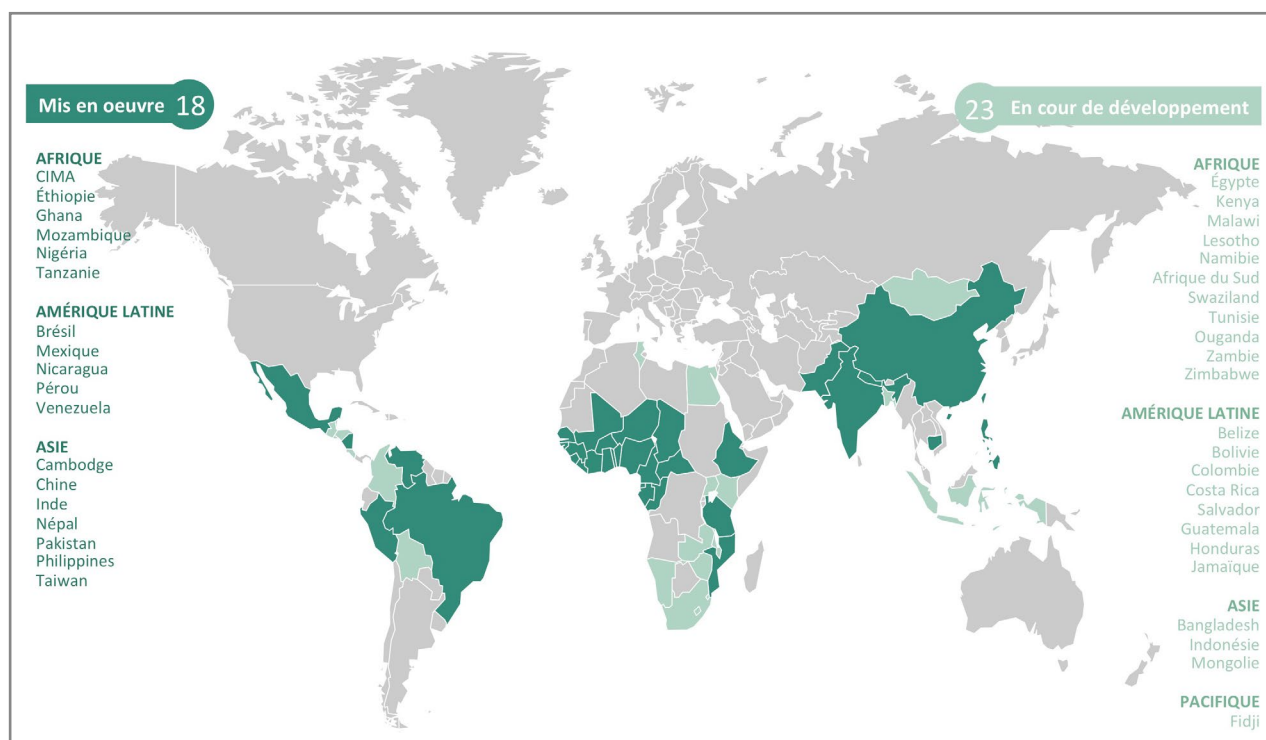 Mis en oeuvre 18
AFRIQUE
CIMA
Éthiopie
Ghana
Mozambique
Nigéria
Tanzanie
AMÉRIQUE LATINE
Brésil
Mexique
Nicaragua
Pérou
Venezuela
ASIE
Cambodge
Chine
Inde
Népal
Pakistan
Philippines
Taiwan
23 En cour de développement
AFRIQUE
Égypte
Kenya
Malawi
Lesotho
Namibie
Afrique du Sud
Swaziland
Tunisie
Ouganda
Zambie
Zimbabwe
AMÉRIQUE LATINE
Belize
Bolivie
Colombie
Costa Rica
Salvador
Guatemala
Honduras
Jamaïque
ASIE
Bangladesh
Indonésie
Mongolie
PACIFIQUE
Fidji